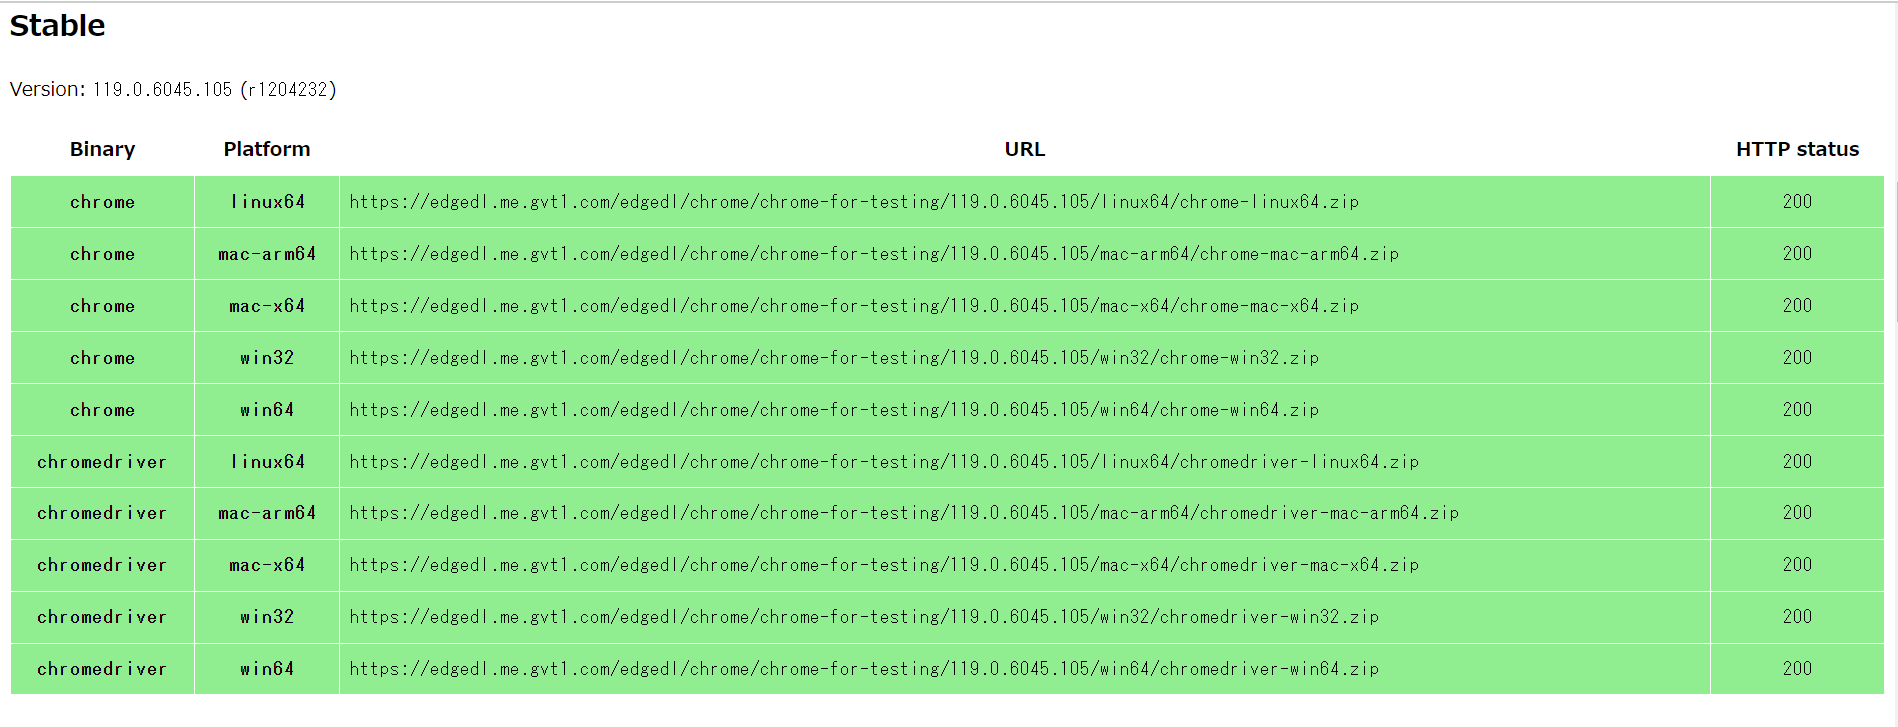 Stable
Version: 119.0.6045.105 (r1204232)
Binary Platform URL HTTP status
chrome linux64 https://edgedl.me.gvt1.com/edgedl/chrome/chrome-for-testing/119.0.6045.105/linux64/chrome-linux64.zip 200
chrome mac-arm64 https://edgedl.me.gvt1.com/edgedl/chrome/chrome-for-testing/119.0.6045.105/mac-arm64/chrome-mac-arm64.zip 200
chrome mac-x64 https://edgedl.me.gvt1.com/edgedl/chrome/chrome-for-testing/119.0.6045.105/mac-x64/chrome-mac-x64.zip 200
chrome win32 https://edgedl.me.gvt1.com/edgedl/chrome/chrome-for-testing/119.0.6045.105/win32/chrome-win32.zip 200
chrome win64 https://edgedl.me.gvt1.com/edgedl/chrome/chrome-for-testing/119.0.6045.105/win64/chrome-win64.zip 200
chromedriver linux64 https://edgedl.me.gvt1.com/edgedl/chrome/chrome-for-testing/119.0.6045.105/linux64/chromedriver-linux64.zip 200
chromedriver mac-arm64 https://edgedl.me.gvt1.com/edgedl/chrome/chrome-for-testing/119.0.6045.105/mac-arm64/chromedriver-mac-arm64.zip 200
chromedriver mac-x64 https://edgedl.me.gvt1.com/edgedl/chrome/chrome-for-testing/119.0.6045.105/mac-x64/chromedriver-mac-x64.zip 200
chromedriver win32 https://edgedl.me.gvt1.com/edgedl/chrome/chrome-for-testing/119.0.6045.105/win32/chromedriver-win32.zip 200
chromedriver win64 https://edgedl.me.gvt1.com/edgedl/chrome/chrome-for-testing/119.0.6045.105/win64/chromedriver-win64.zip 200